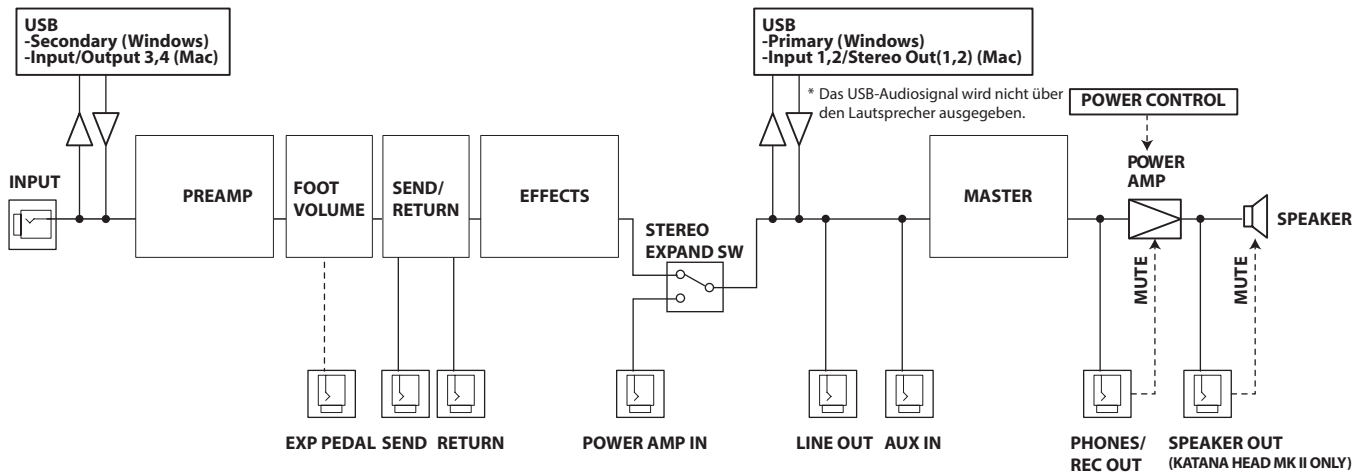 USB
-Secondary (Windows)
-Input/Output 3,4 (Mac)
USB
-Primary (Windows)
-Input 1,2/Stereo Out(1,2) (Mac)
* Das USB-Audiosignal wird nicht über
den Lautsprecher ausgegeben.
POWER CONTROL
INPUT
PREAMP
FOOT
VOLUME
SEND/
RETURN
EFFECTS
STEREO
EXPAND SW
MASTER
POWER
AMP
SPEAKER
MUTE
MUTE
EXP PEDAL
SEND
RETURN
POWER AMP IN
LINE OUT
AUX IN
PHONES/
REC OUT
SPEAKER OUT
(KATANA HEAD MK II ONLY)